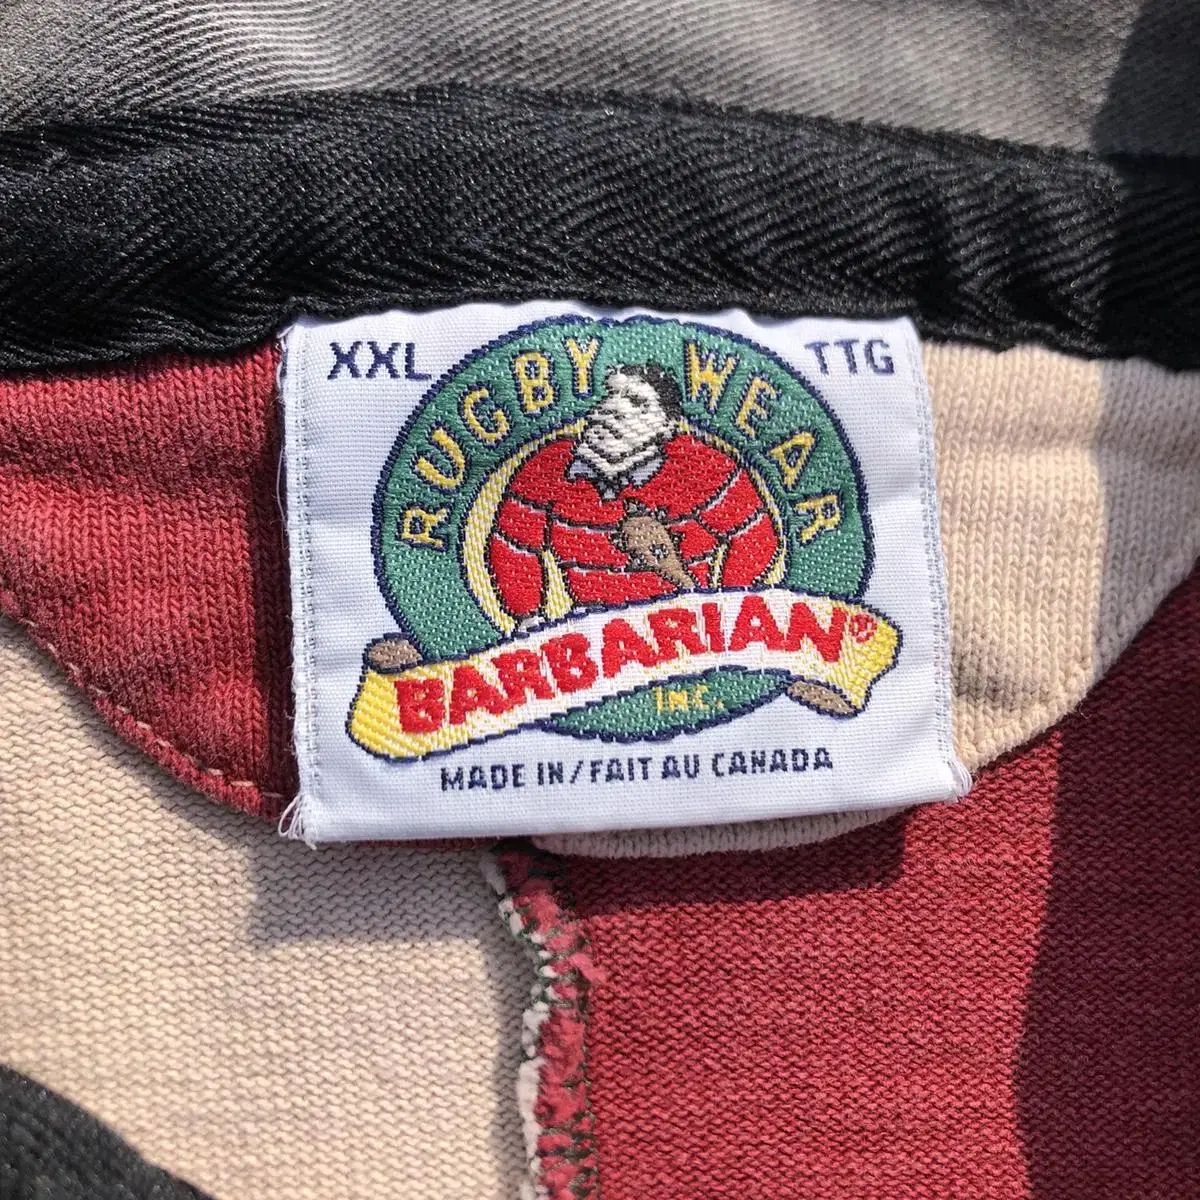 XXL
TTG
RUGBY WEAR
BARBARIAN®
INC.
MADE IN/FAIT AU CANADA